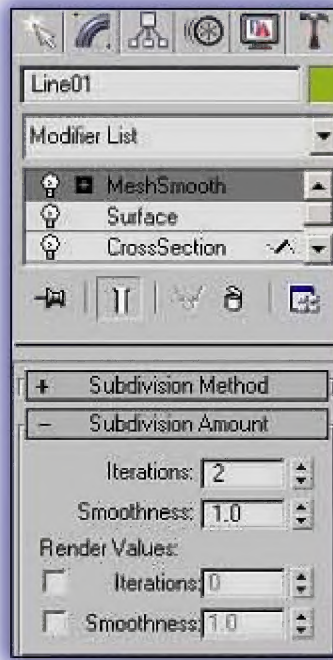 Line01
Modifier List
MeshSmooth
Surface
CrossSection
+ Subdivision Method
- Subdivision Amount
Iterations: 2
Smoothness: 1.0
Render Values:
Iterations: 0
Smoothness: 1.0